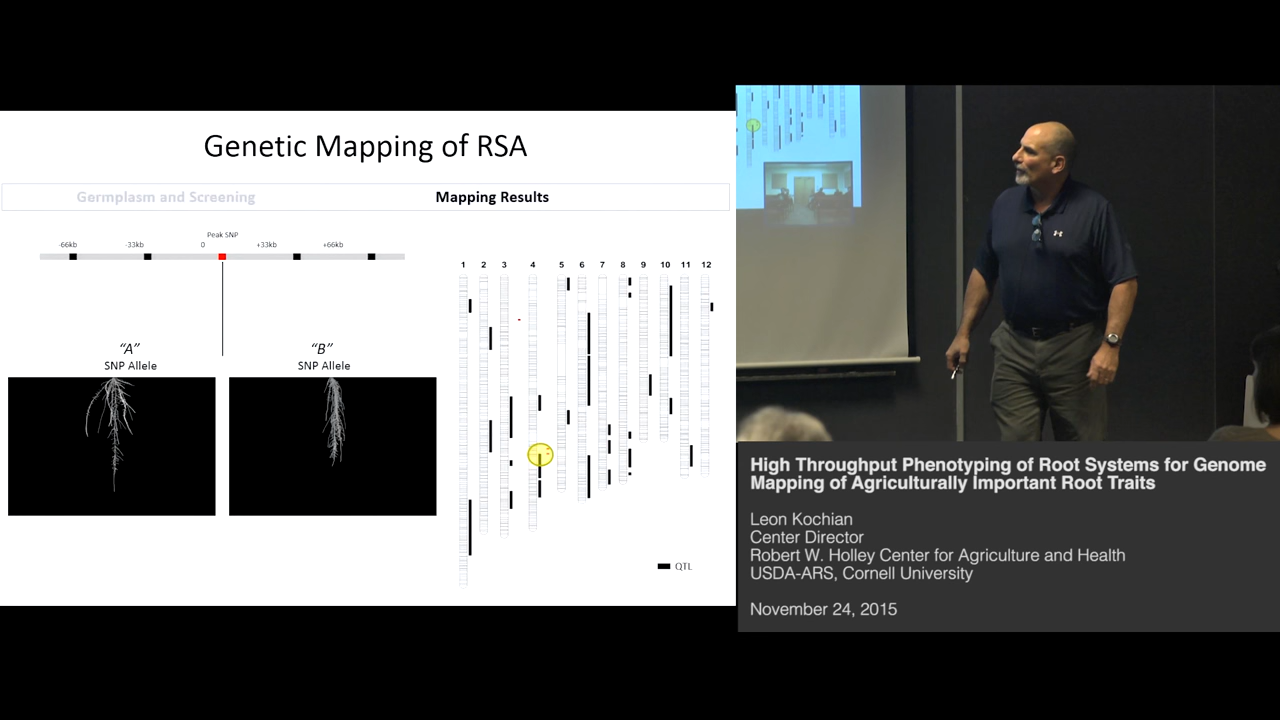 Genetic Mapping of RSA
Germplasm and Screening
Mapping Results
Peak SNP
-66kb -33kb 0 +33kb +66kb
"A"
SNP Allele
"B"
SNP Allele
1 2 3 4 5 6 7 8 9 10 11 12
QTL
High Throughput Phenotyping of Root Systems for Genome
Mapping of Agriculturally Important Root Traits
Leon Kochian
Center Director
Robert W. Holley Center for Agriculture and Health
USDA-ARS, Cornell University
November 24, 2015